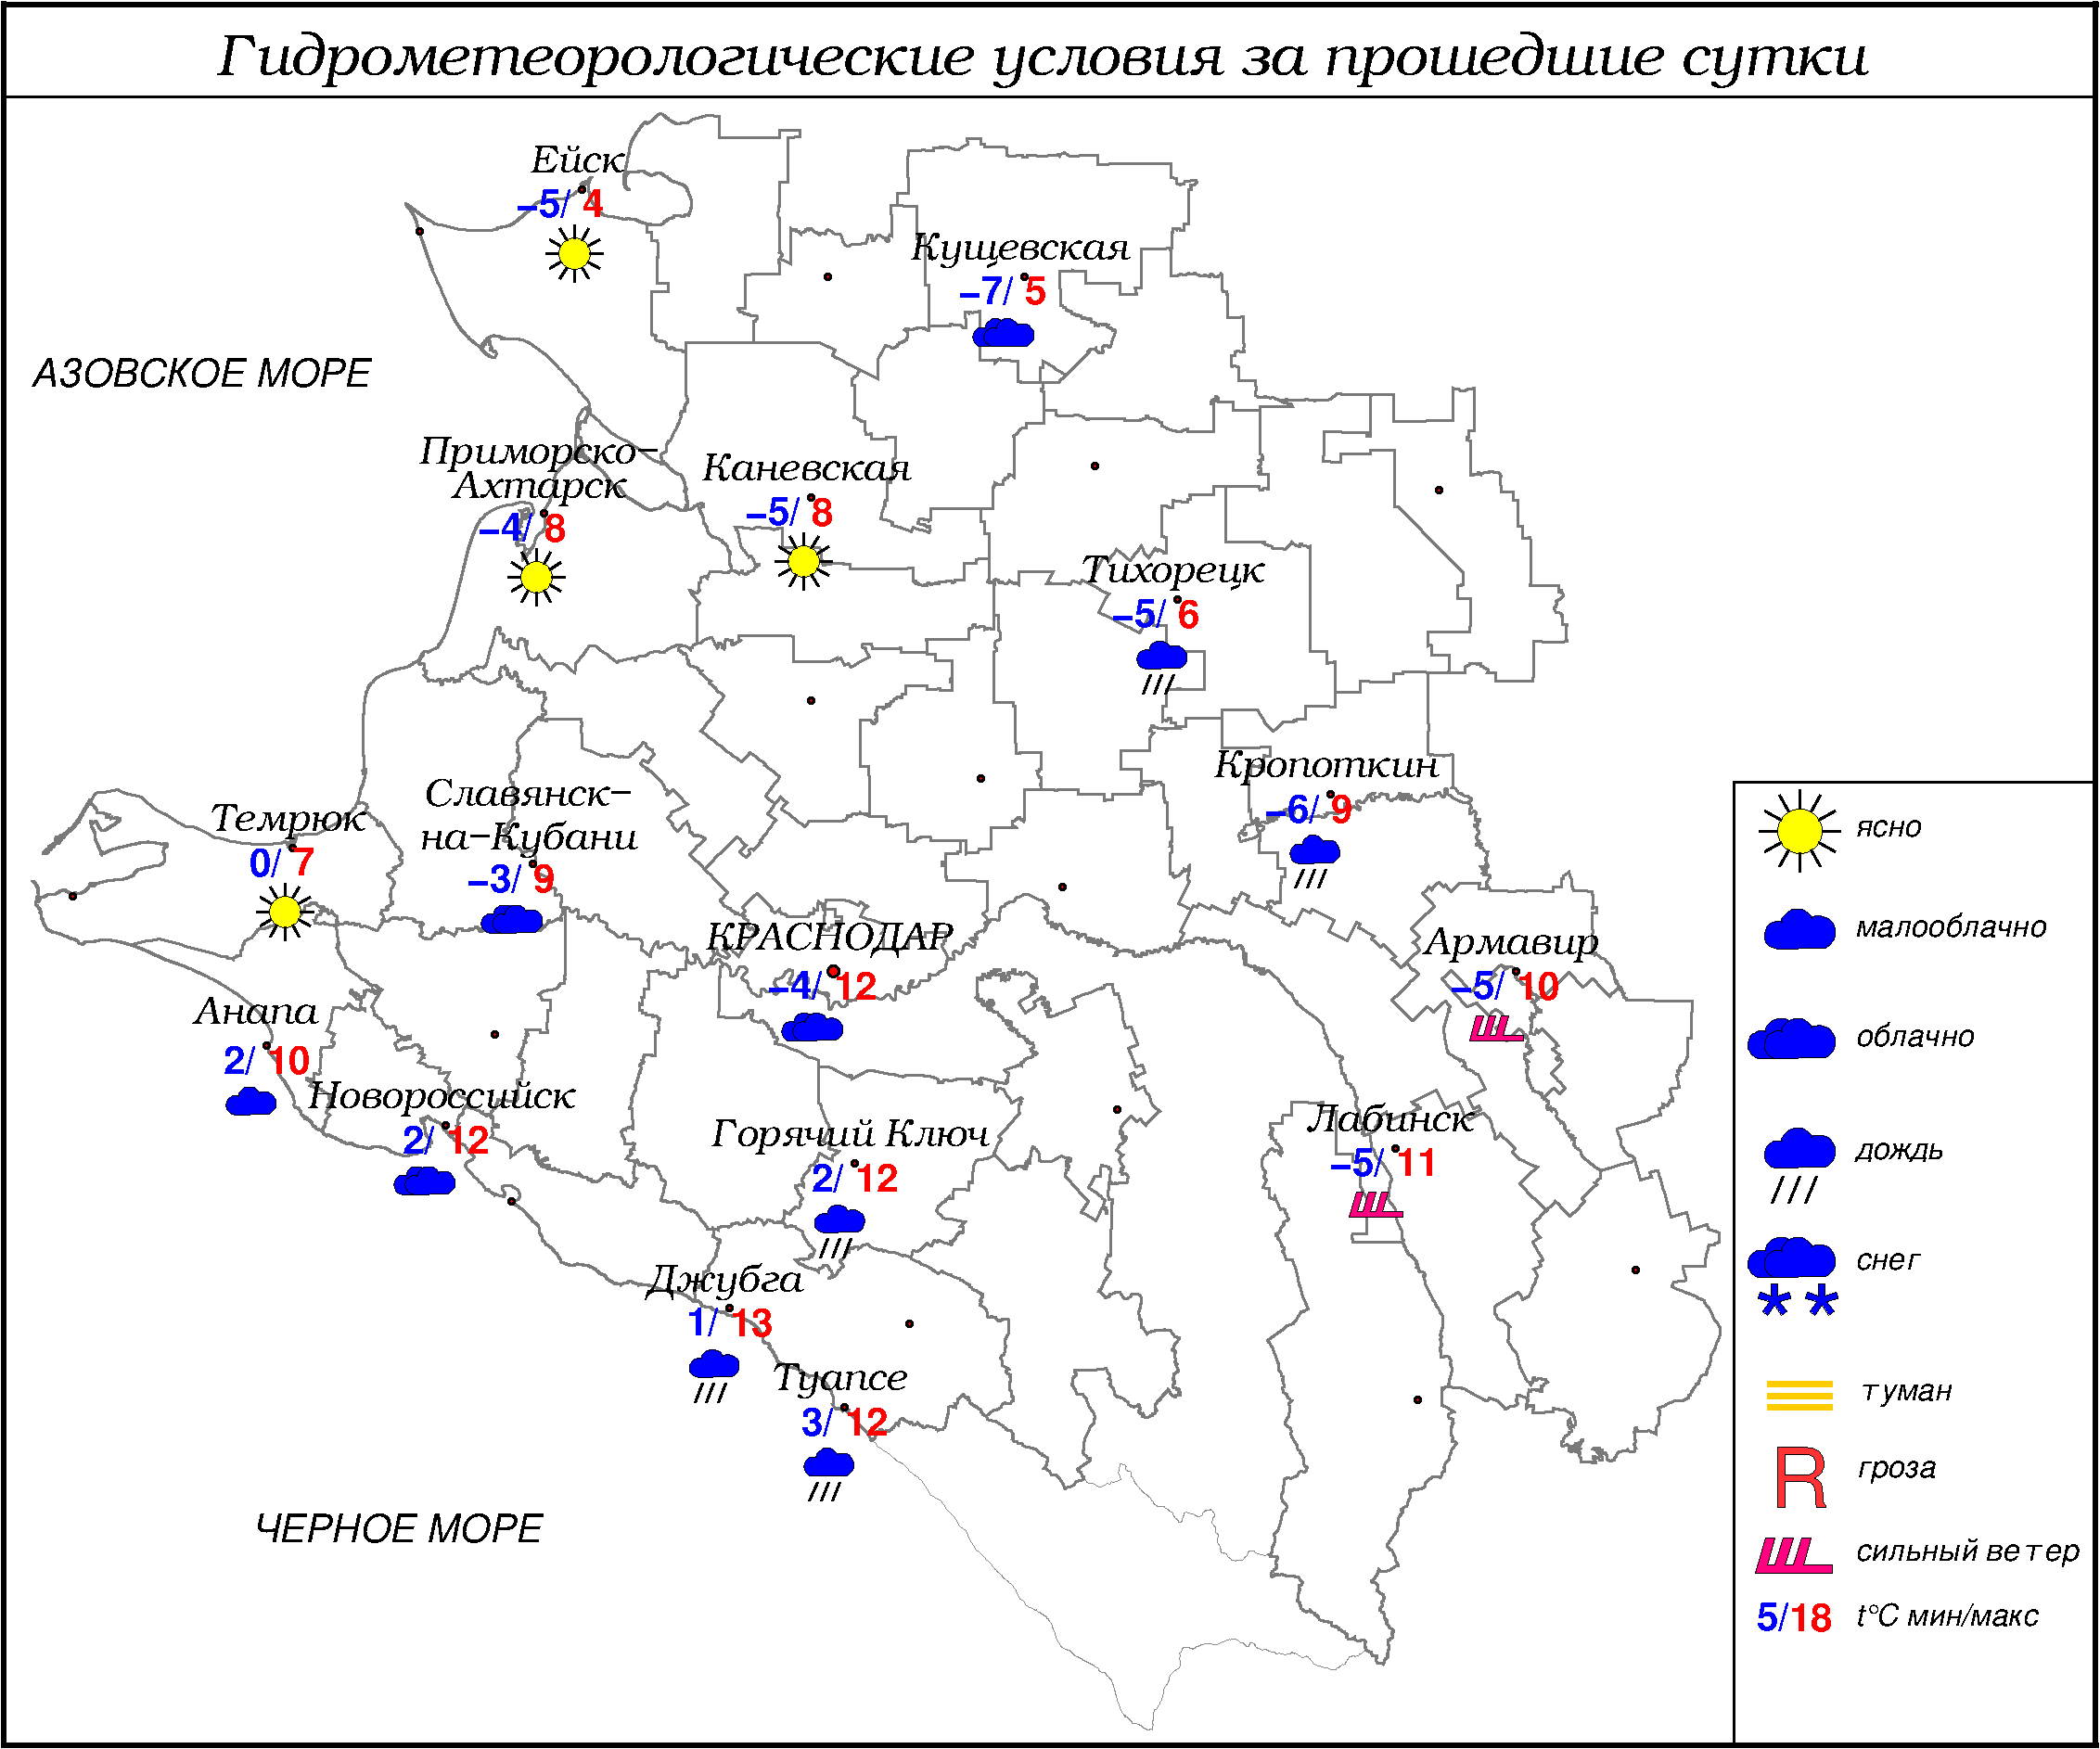 Гидрометеорологические условия за прошедшие сутки
Ейск
–5/ 4
Кущевская
–7/ 5
АЗОВСКОЕ МОРЕ
Приморско–
Ахтарск
–4/ 8
Каневская
–5/ 8
Тихорецк
–5/ 6
Кропоткин
–6/ 9
Темрюк
0/ 7
Славянск–
на–Кубани
–3/ 9
КРАСНОДАР
–4/ 12
Армавир
–5/ 10
Анапа
2/ 10
Новороссийск
2/ 12
Горячий Ключ
2/ 12
Лабинск
–5/ 11
Джубга
1/ 13
Туапсе
3/ 12
ЧЕРНОЕ МОРЕ
ясно
малооблачно
облачно
дождь
снег
туман
R гроза
сильный ветер
5/18 t°C мин/макс